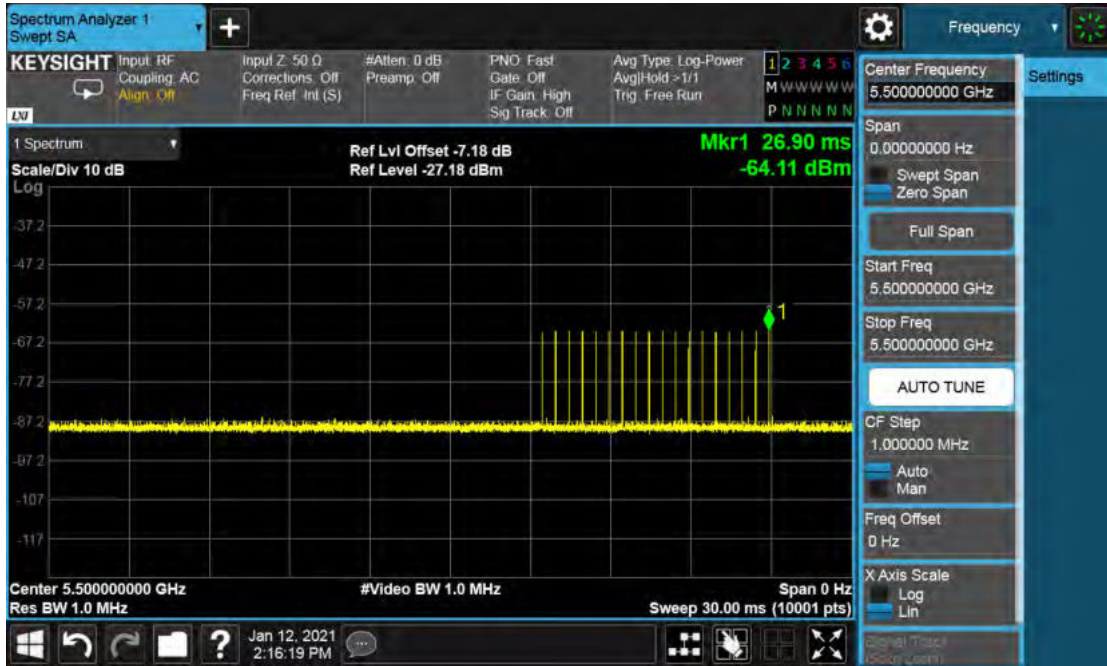 Spectrum Analyzer 1
Swept SA
+
Frequency
KEYSIGHT
LXI
Input: RF
Coupling: AC
Align: Off
Input Z: 50 Ω
Corrections: Off
Freq Ref: Int (S)
#Atten: 0 dB
Preamp: Off
PNO: Fast
Gate: Off
IF Gain: High
Sig Track: Off
Avg Type: Log-Power
Avg|Hold >1/1
Trig: Free Run
1 2 3 4 5 6
M W W W W W
P N N N N N
Center Frequency
5.500000000 GHz
Settings
Span
0.00000000 Hz
Swept Span
Zero Span
Full Span
Start Freq
5.500000000 GHz
Stop Freq
5.500000000 GHz
AUTO TUNE
CF Step
1.000000 MHz
Auto
Man
Freq Offset
0 Hz
X Axis Scale
Log
Lin
Signal Track
(Span Zoom)
1 Spectrum
Scale/Div 10 dB
Ref Lvl Offset -7.18 dB
Ref Level -27.18 dBm
Mkr1 26.90 ms
-64.11 dBm
Log
-37.2
-47.2
-57.2
-67.2
-77.2
-87.2
-97.2
-107
-117
1
Center 5.500000000 GHz
Res BW 1.0 MHz
#Video BW 1.0 MHz
Span 0 Hz
Sweep 30.00 ms (10001 pts)
?
Jan 12, 2021
2:16:19 PM